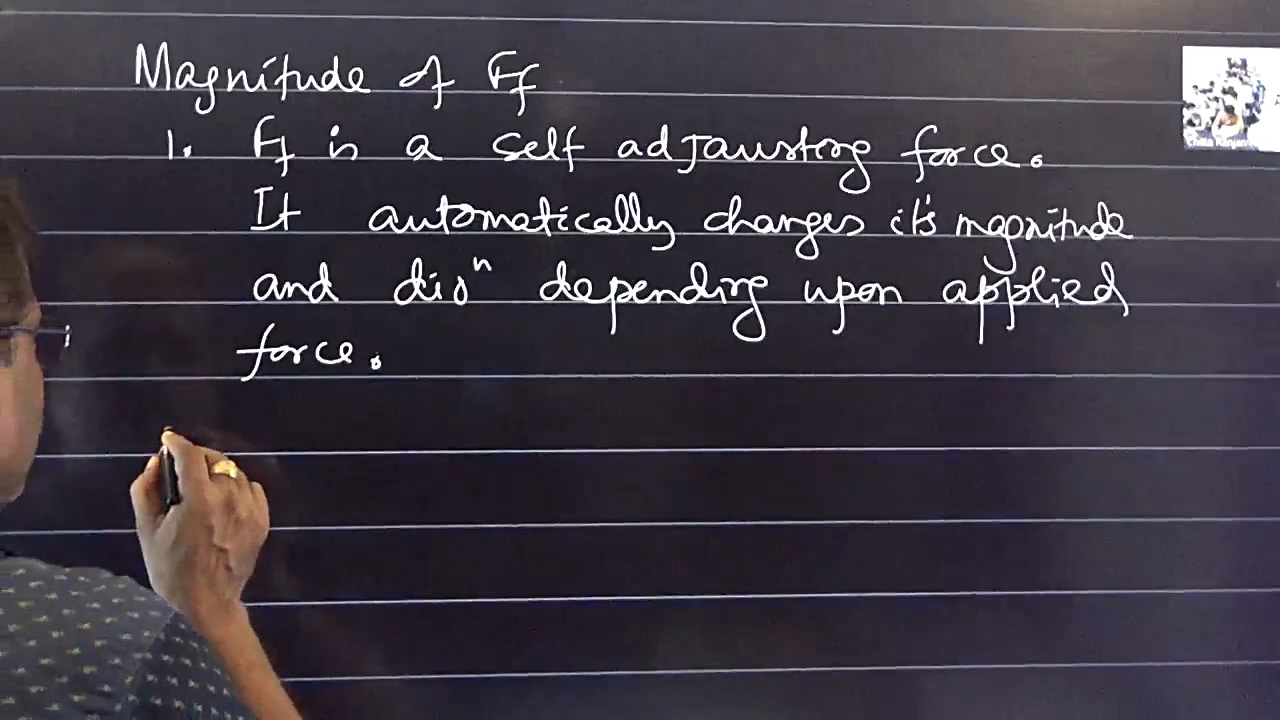 Magnitude of Ff
1. Ff is a self adjausting force.
It automatically changes it's magnitude
and dirⁿ depending upon applied
force.